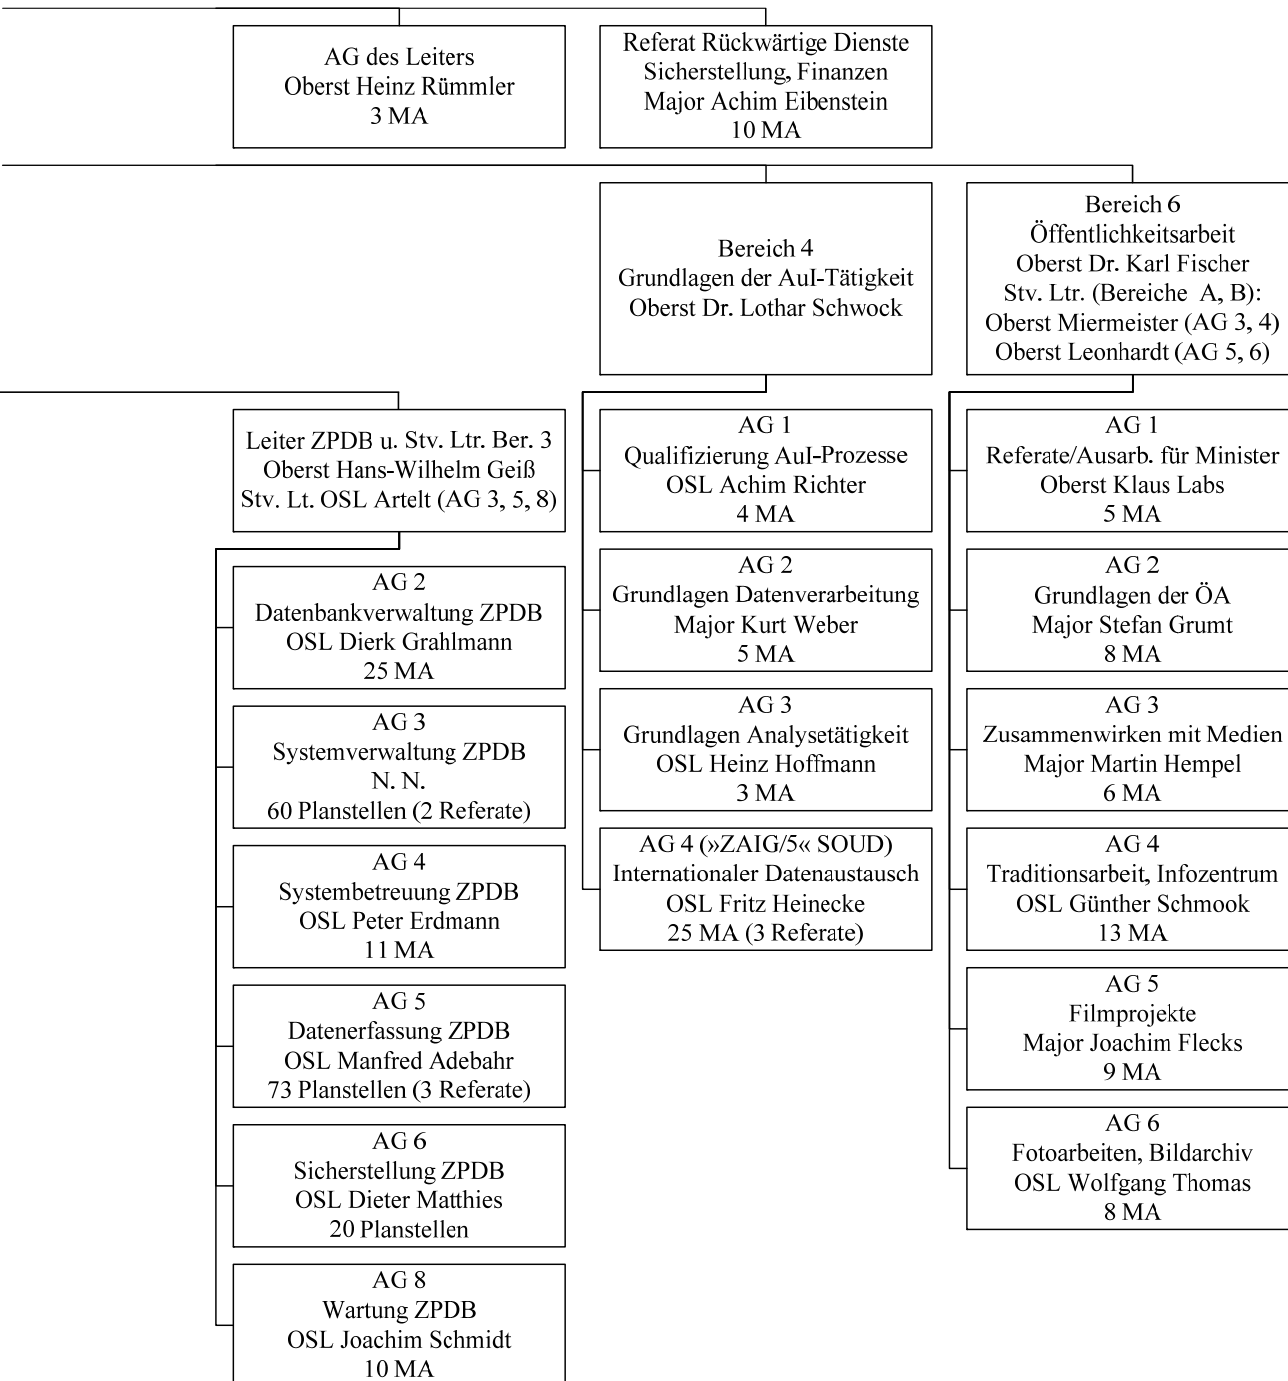 AG des Leiters
Oberst Heinz Rümmler
3 MA
Referat Rückwärtige Dienste
Sicherstellung, Finanzen
Major Achim Eibenstein
10 MA
Bereich 4
Grundlagen der AuI-Tätigkeit
Oberst Dr. Lothar Schwock
Bereich 6
Öffentlichkeitsarbeit
Oberst Dr. Karl Fischer
Stv. Ltr. (Bereiche A, B):
Oberst Miermeister (AG 3, 4)
Oberst Leonhardt (AG 5, 6)
Leiter ZPDB u. Stv. Ltr. Ber. 3
Oberst Hans-Wilhelm Geiß
Stv. Lt. OSL Artelt (AG 3, 5, 8)
AG 2
Datenbankverwaltung ZPDB
OSL Dierk Grahlmann
25 MA
AG 3
Systemverwaltung ZPDB
N. N.
60 Planstellen (2 Referate)
AG 4
Systembetreuung ZPDB
OSL Peter Erdmann
11 MA
AG 5
Datenerfassung ZPDB
OSL Manfred Adebahr
73 Planstellen (3 Referate)
AG 6
Sicherstellung ZPDB
OSL Dieter Matthies
20 Planstellen
AG 8
Wartung ZPDB
OSL Joachim Schmidt
10 MA
AG 1
Qualifizierung AuI-Prozesse
OSL Achim Richter
4 MA
AG 2
Grundlagen Datenverarbeitung
Major Kurt Weber
5 MA
AG 3
Grundlagen Analysetätigkeit
OSL Heinz Hoffmann
3 MA
AG 4 (»ZAIG/5« SOUD)
Internationaler Datenaustausch
OSL Fritz Heinecke
25 MA (3 Referate)
AG 1
Referate/Ausarb. für Minister
Oberst Klaus Labs
5 MA
AG 2
Grundlagen der ÖA
Major Stefan Grumt
8 MA
AG 3
Zusammenwirken mit Medien
Major Martin Hempel
6 MA
AG 4
Traditionsarbeit, Infozentrum
OSL Günther Schmook
13 MA
AG 5
Filmprojekte
Major Joachim Flecks
9 MA
AG 6
Fotoarbeiten, Bildarchiv
OSL Wolfgang Thomas
8 MA